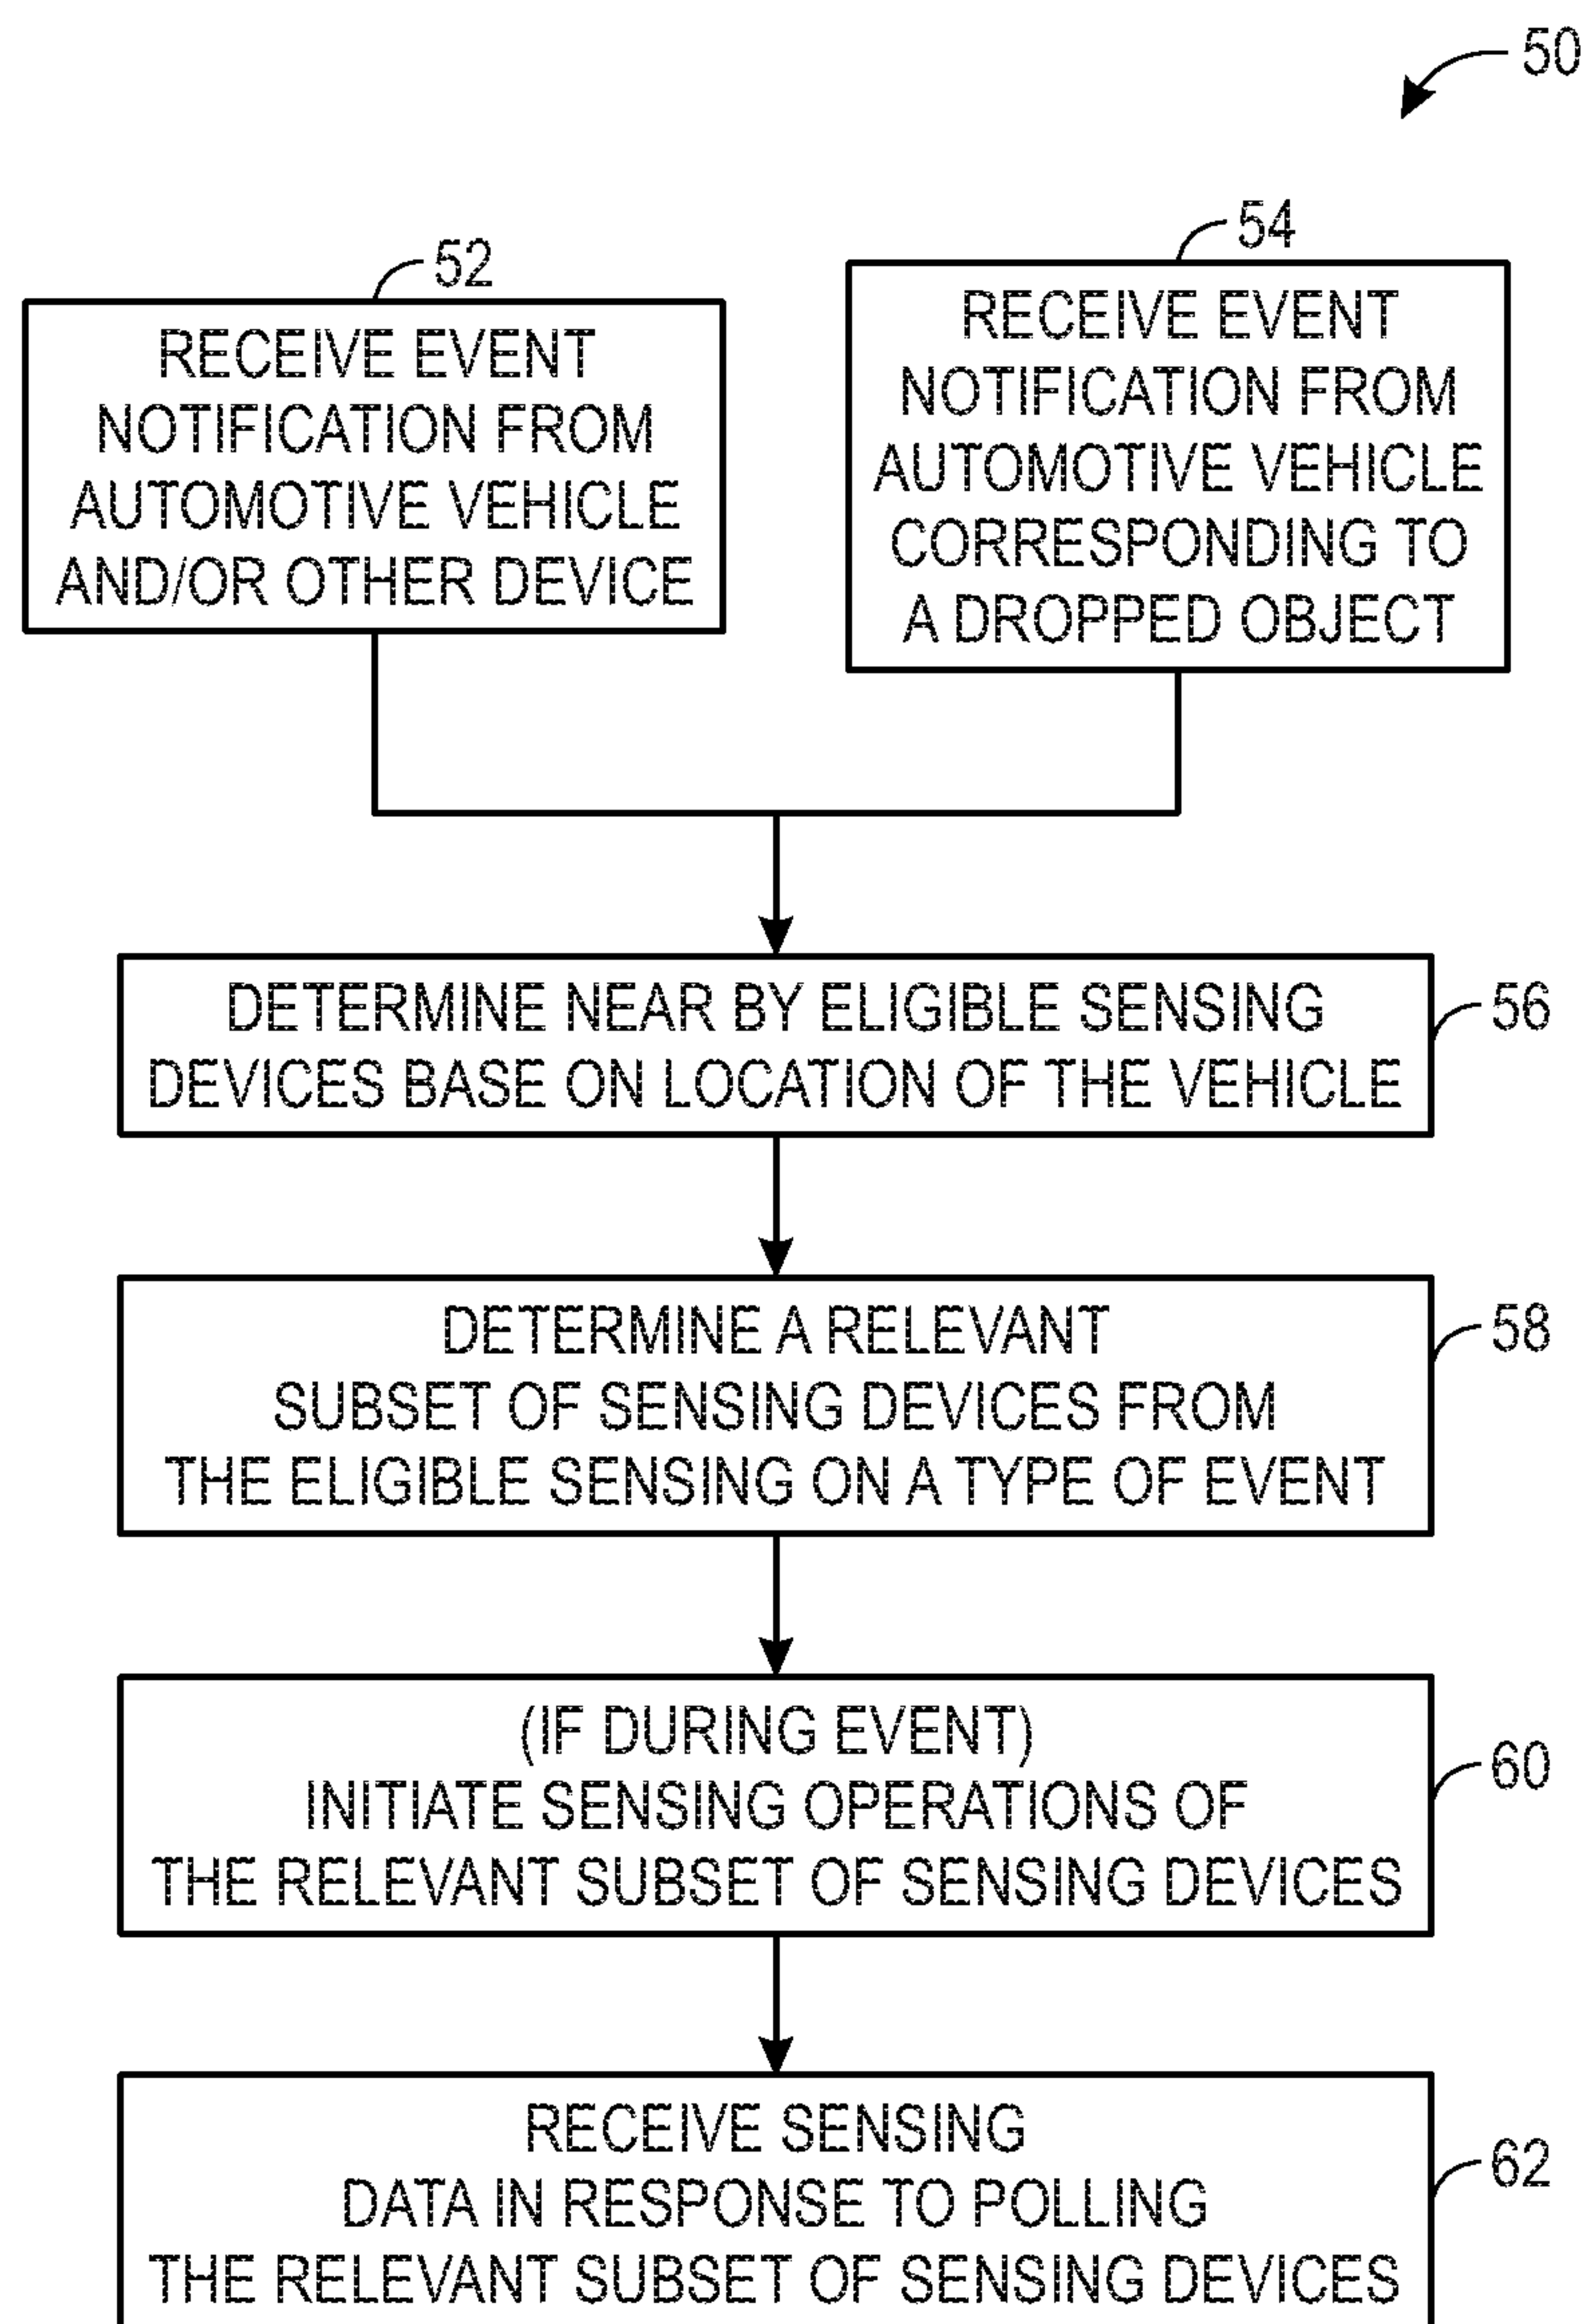 50
52
RECEIVE EVENT
NOTIFICATION FROM
AUTOMOTIVE VEHICLE
AND/OR OTHER DEVICE
54
RECEIVE EVENT
NOTIFICATION FROM
AUTOMOTIVE VEHICLE
CORRESPONDING TO
A DROPPED OBJECT
DETERMINE NEAR BY ELIGIBLE SENSING
DEVICES BASE ON LOCATION OF THE VEHICLE
56
DETERMINE A RELEVANT
SUBSET OF SENSING DEVICES FROM
THE ELIGIBLE SENSING ON A TYPE OF EVENT
58
(IF DURING EVENT)
INITIATE SENSING OPERATIONS OF
THE RELEVANT SUBSET OF SENSING DEVICES
60
RECEIVE SENSING
DATA IN RESPONSE TO POLLING
THE RELEVANT SUBSET OF SENSING DEVICES
62